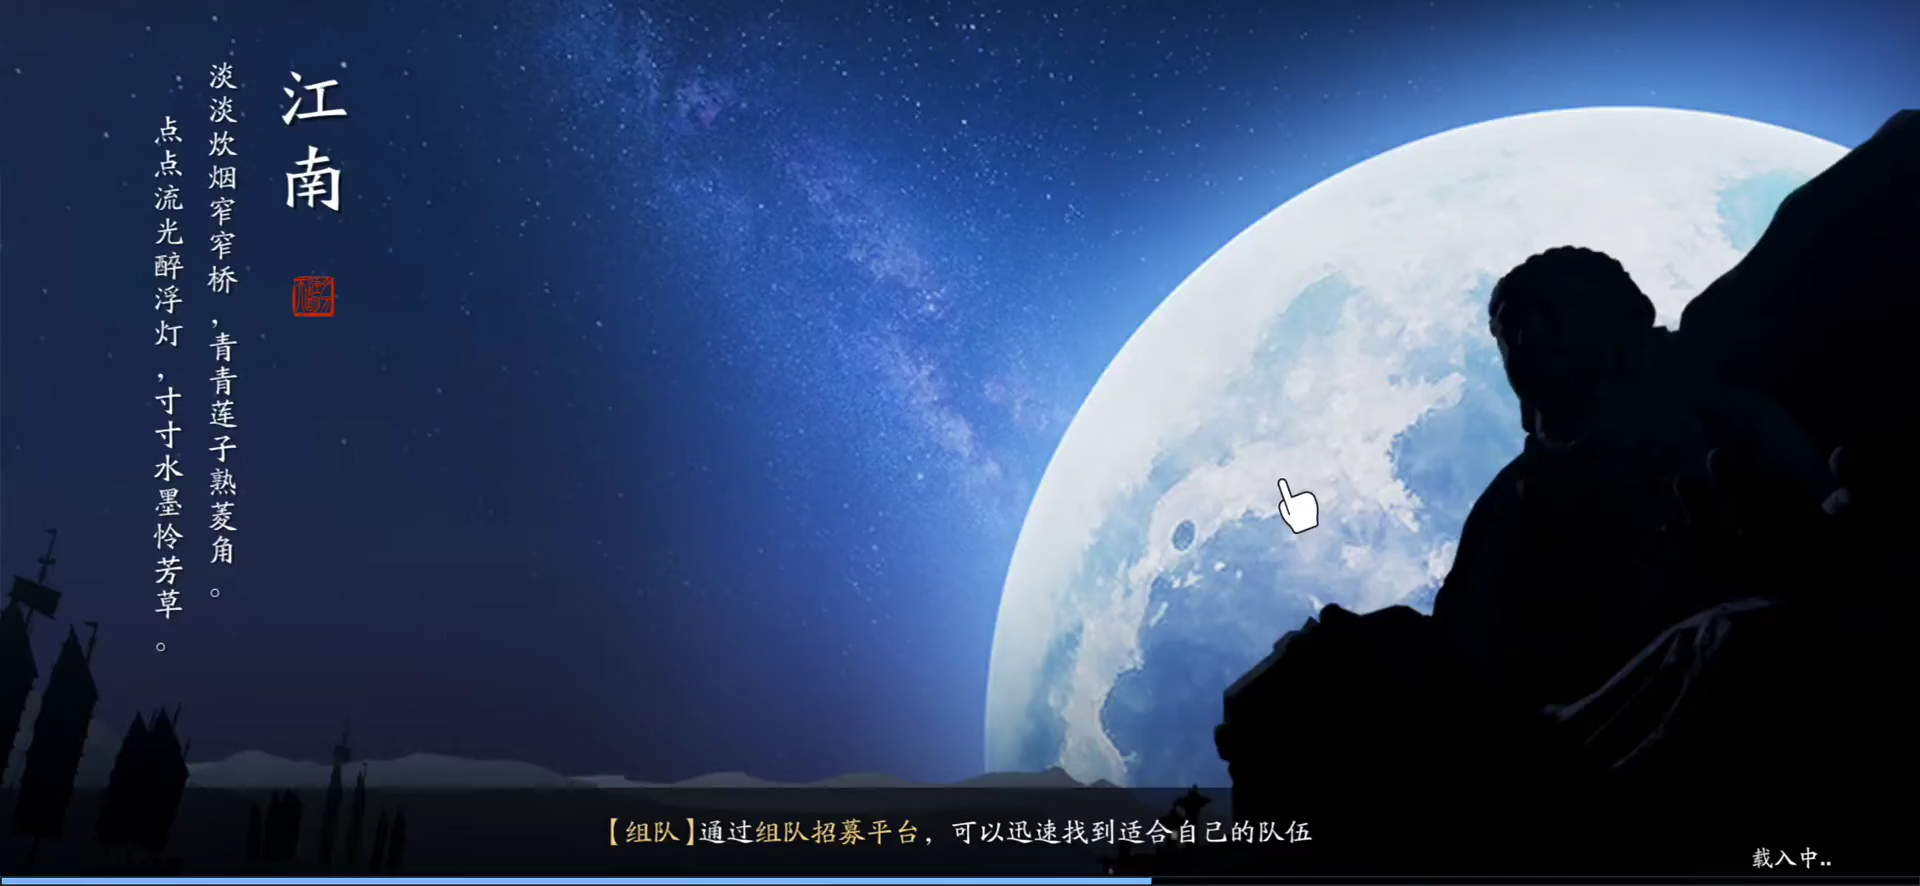 江南
淡淡炊烟窄窄桥，青青莲子熟菱角。
点点流光醉浮灯，寸寸水墨怜芳草。
【组队】通过组队招募平台，可以迅速找到适合自己的队伍
载入中..